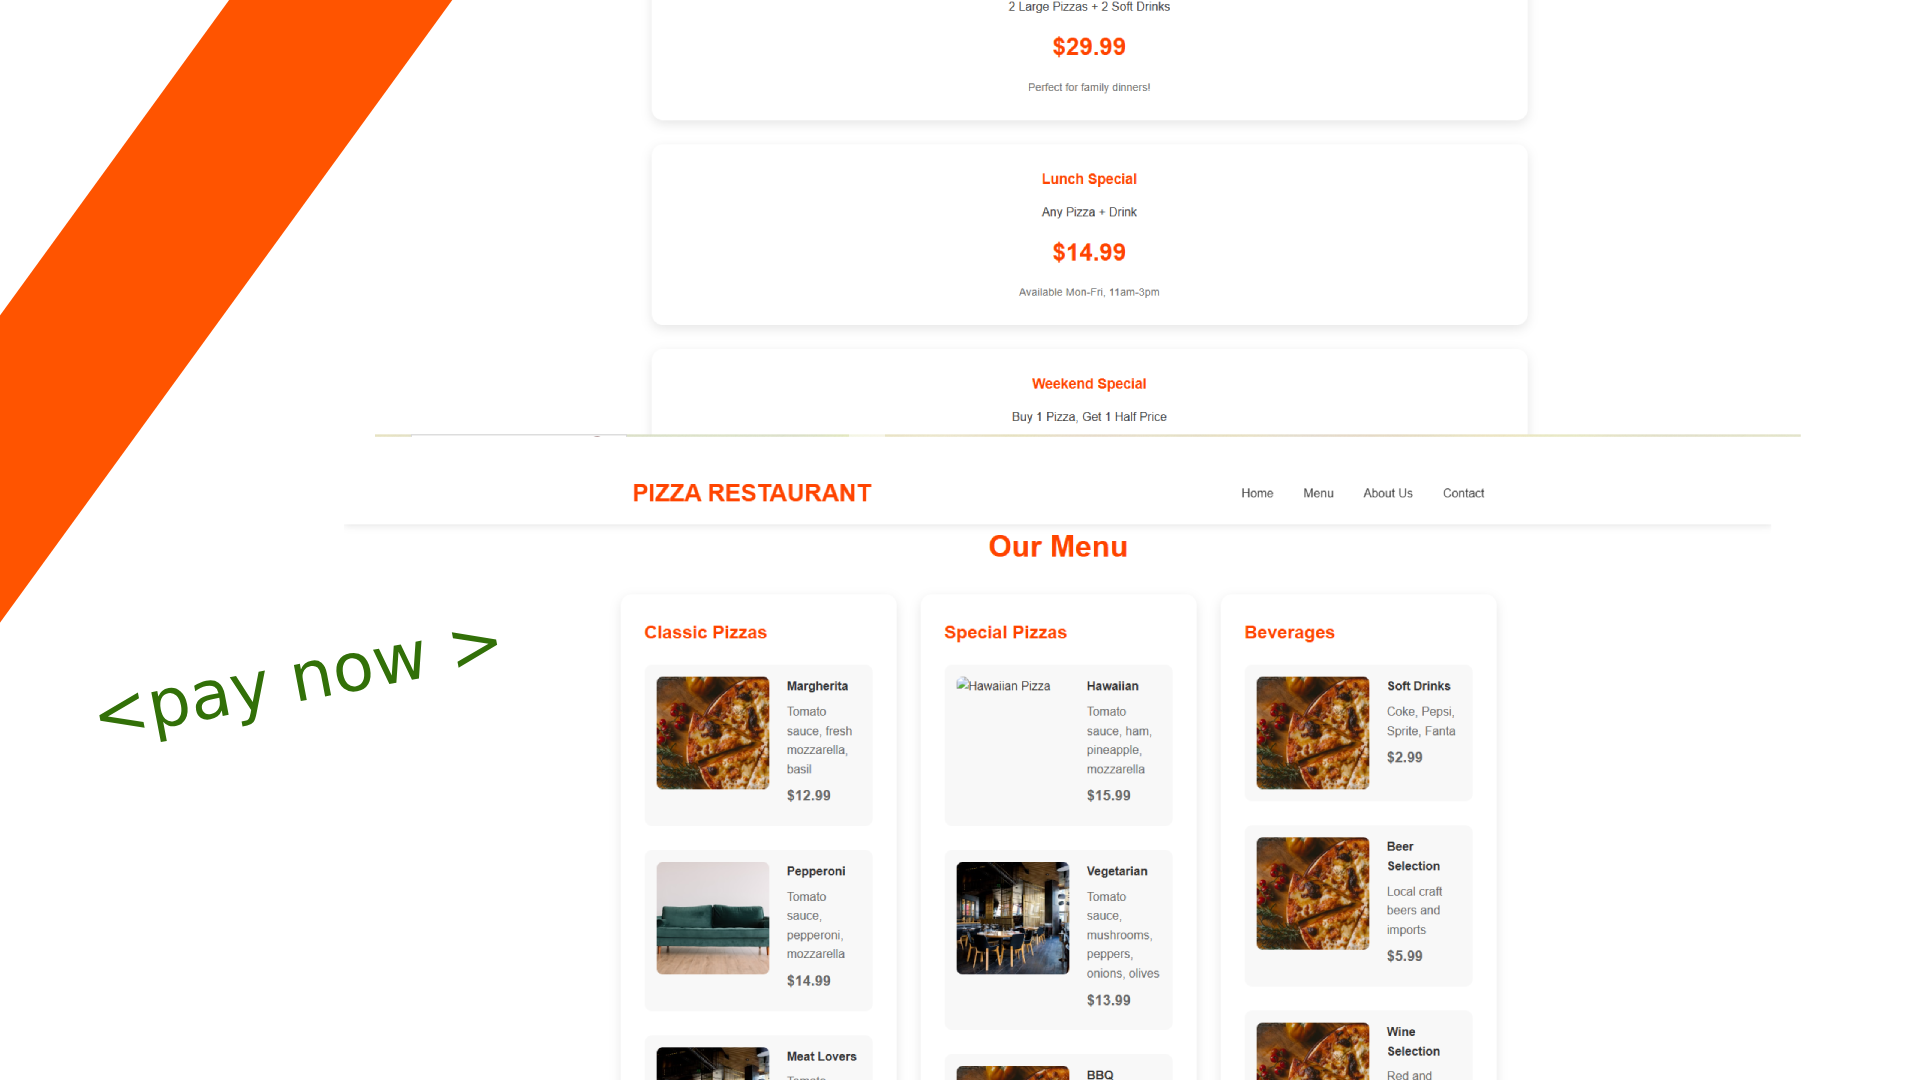 2 Large Pizzas + 2 Soft Drinks
$29.99
Perfect for family dinners!
Lunch Special
Any Pizza + Drink
$14.99
Available Mon-Fri, 11am-3pm
Weekend Special
Buy 1 Pizza, Get 1 Half Price
PIZZA RESTAURANT
Home
Menu
About Us
Contact
Our Menu
<pay now >
Classic Pizzas
Margherita
Tomato
sauce, fresh
mozzarella,
basil
$12.99
Pepperoni
Tomato
sauce,
pepperoni,
mozzarella
$14.99
Meat Lovers
Tomato
Special Pizzas
Hawaiian Pizza
Hawaiian
Tomato
sauce, ham,
pineapple,
mozzarella
$15.99
Vegetarian
Tomato
sauce,
mushrooms,
peppers,
onions, olives
$13.99
BBQ
Beverages
Soft Drinks
Coke, Pepsi,
Sprite, Fanta
$2.99
Beer
Selection
Local craft
beers and
imports
$5.99
Wine
Selection
Red and